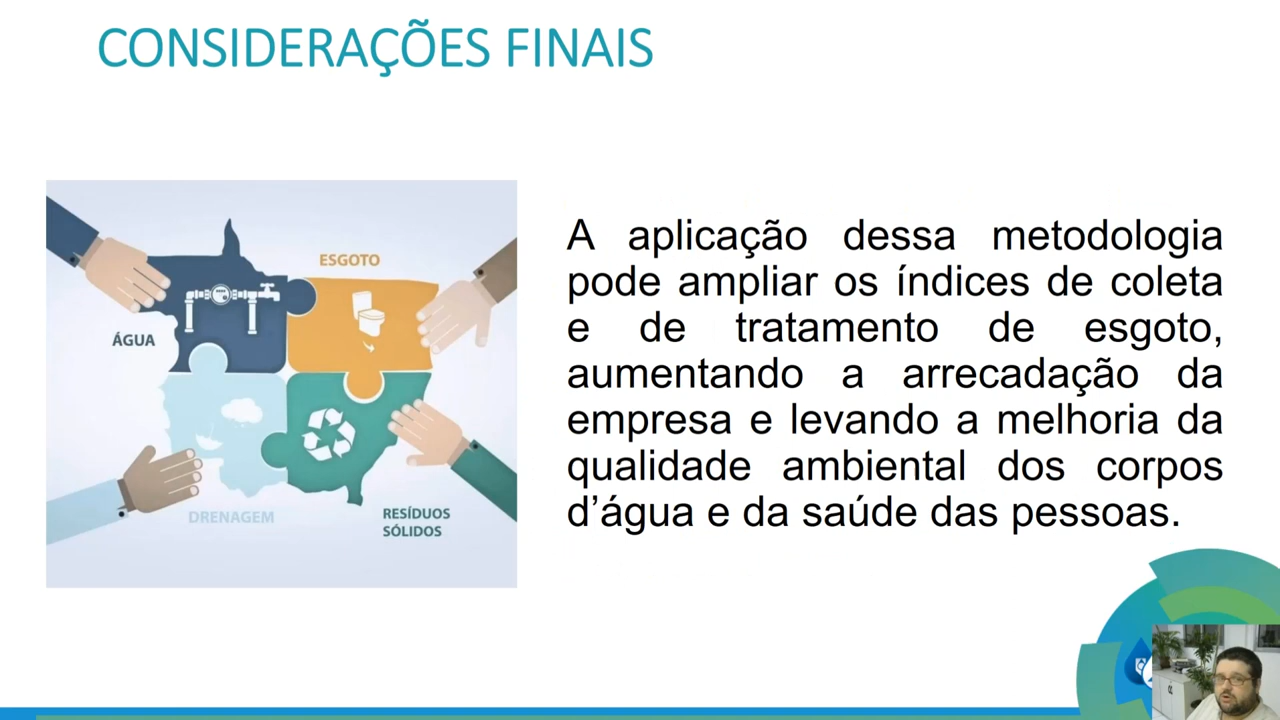 CONSIDERAÇÕES FINAIS
ESGOTO
ÁGUA
DRENAGEM
RESÍDUOS
SÓLIDOS
A aplicação dessa metodologia
pode ampliar os índices de coleta
e de tratamento de esgoto,
aumentando a arrecadação da
empresa e levando a melhoria da
qualidade ambiental dos corpos
d’água e da saúde das pessoas.